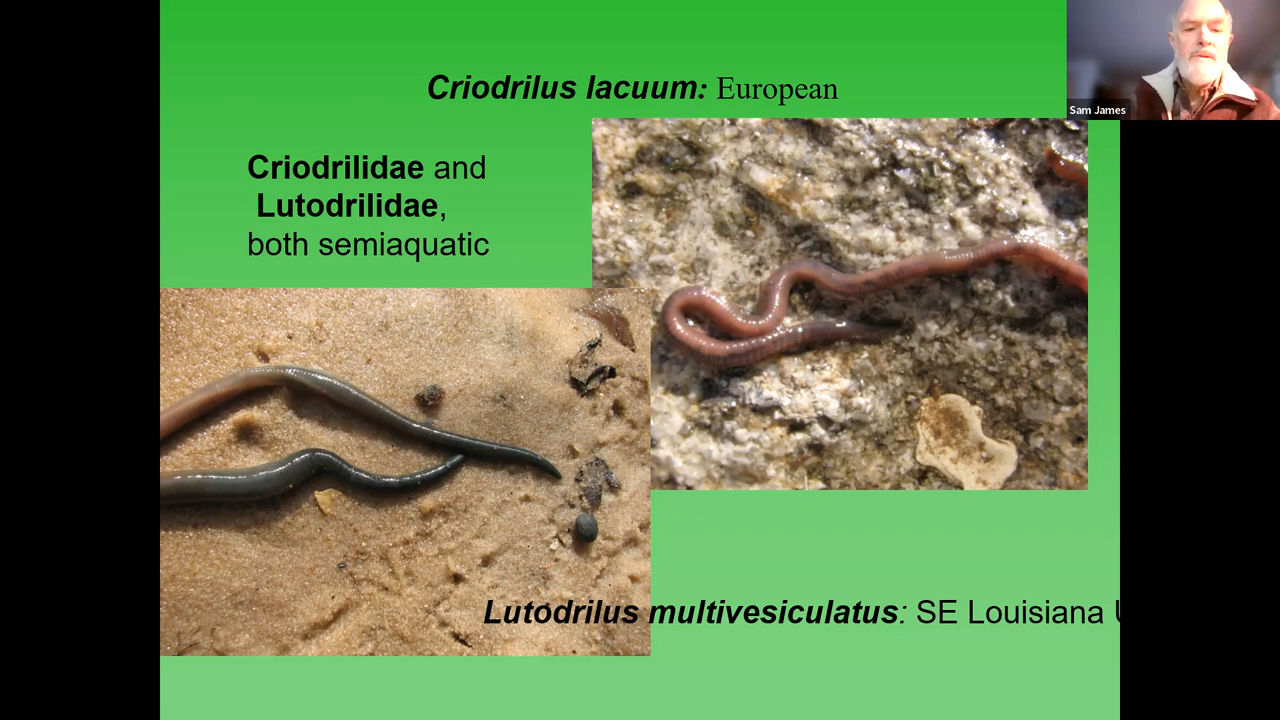 Criodrilus lacuum: European
Sam James
Criodrilidae and
Lutodrilidae,
both semiaquatic
Lutodrilus multivesiculatus: SE Louisiana